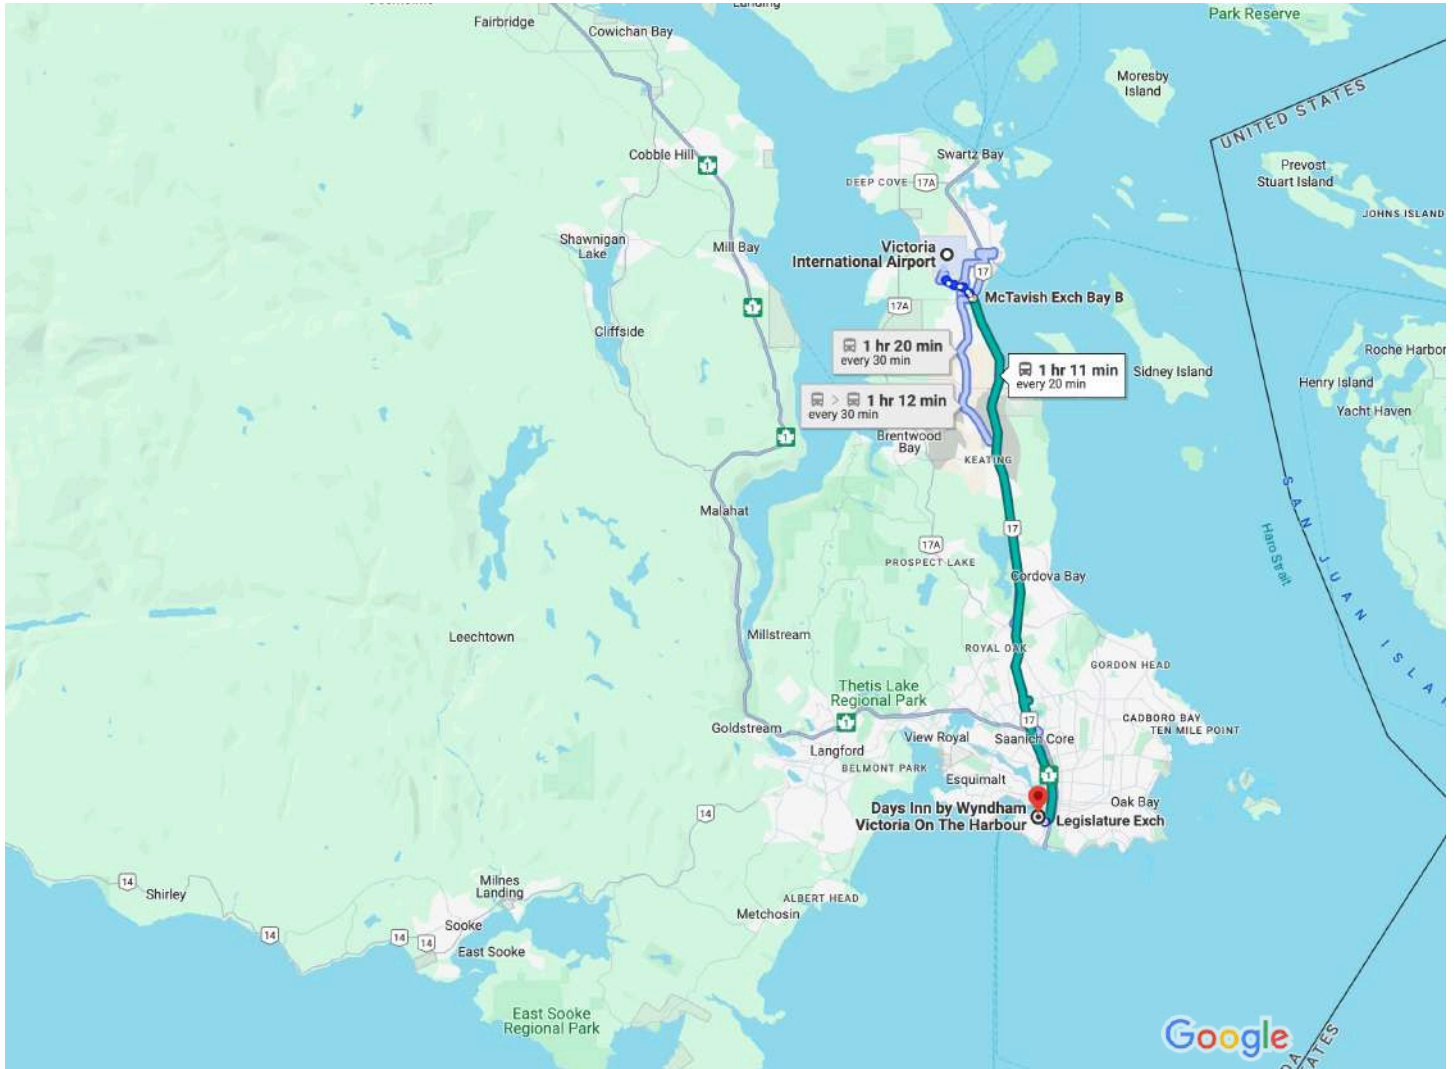 Landing
Park Reserve
Fairbridge
Cowichan Bay
Moresby
Island
UNITED STATES
Cobble Hill
1
Swartz Bay
DEEP COVE
17A
Prevost
Stuart Island
JOHNS ISLAND
Shawnigan
Lake
Mill Bay
Victoria
International Airport
17
McTavish Exch Bay B
1
17A
Cliffside
1 hr 20 min
every 30 min
Roche Harbor
1 hr 11 min
every 20 min
Sidney Island
Henry Island
> 1 hr 12 min
every 30 min
Yacht Haven
1
Brentwood
Bay
KEATING
Malahat
17
17A
PROSPECT LAKE
Haro Strait
SAN JUAN ISLA
Cordova Bay
Leechtown
Millstream
ROYAL OAK
GORDON HEAD
Thetis Lake
Regional Park
1
17
Goldstream
Langford
View Royal
Saanich Core
CADBORO BAY
TEN MILE POINT
BELMONT PARK
Esquimalt
1
14
Days Inn by Wyndham
Victoria On The Harbour
Oak Bay
Legislature Exch
14
Shirley
Milnes
Landing
ALBERT HEAD
Metchosin
Sooke
14
14
14
East Sooke
East Sooke
Regional Park
Google